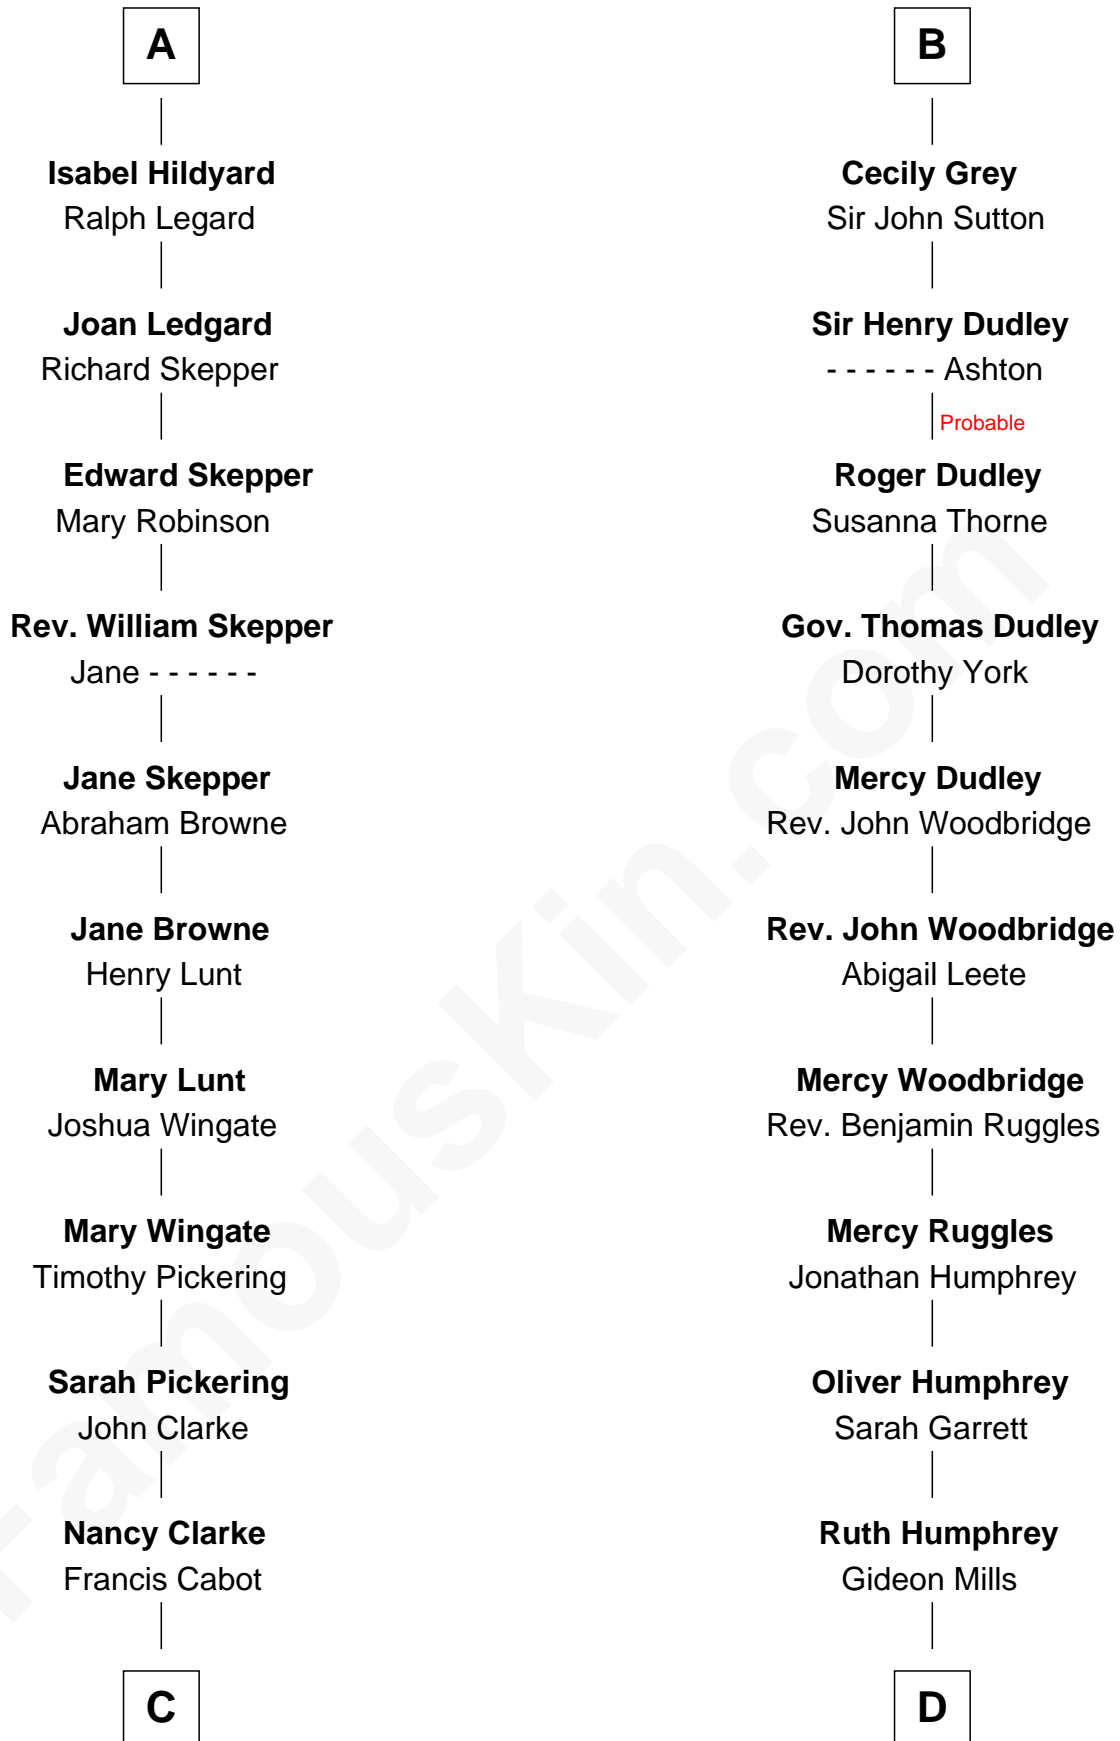 A
Isabel Hildyard
Ralph Legard
Joan Ledgard
Richard Skepper
Edward Skepper
Mary Robinson
Rev. William Skepper
Jane - - - - - -
Jane Skepper
Abraham Browne
Jane Browne
Henry Lunt
Mary Lunt
Joshua Wingate
Mary Wingate
Timothy Pickering
Sarah Pickering
John Clarke
Nancy Clarke
Francis Cabot
C
B
Cecily Grey
Sir John Sutton
Sir Henry Dudley
- - - - - - Ashton
Probable
Roger Dudley
Susanna Thorne
Gov. Thomas Dudley
Dorothy York
Mercy Dudley
Rev. John Woodbridge
Rev. John Woodbridge
Abigail Leete
Mercy Woodbridge
Rev. Benjamin Ruggles
Mercy Ruggles
Jonathan Humphrey
Oliver Humphrey
Sarah Garrett
Ruth Humphrey
Gideon Mills
D
FamousKin.com